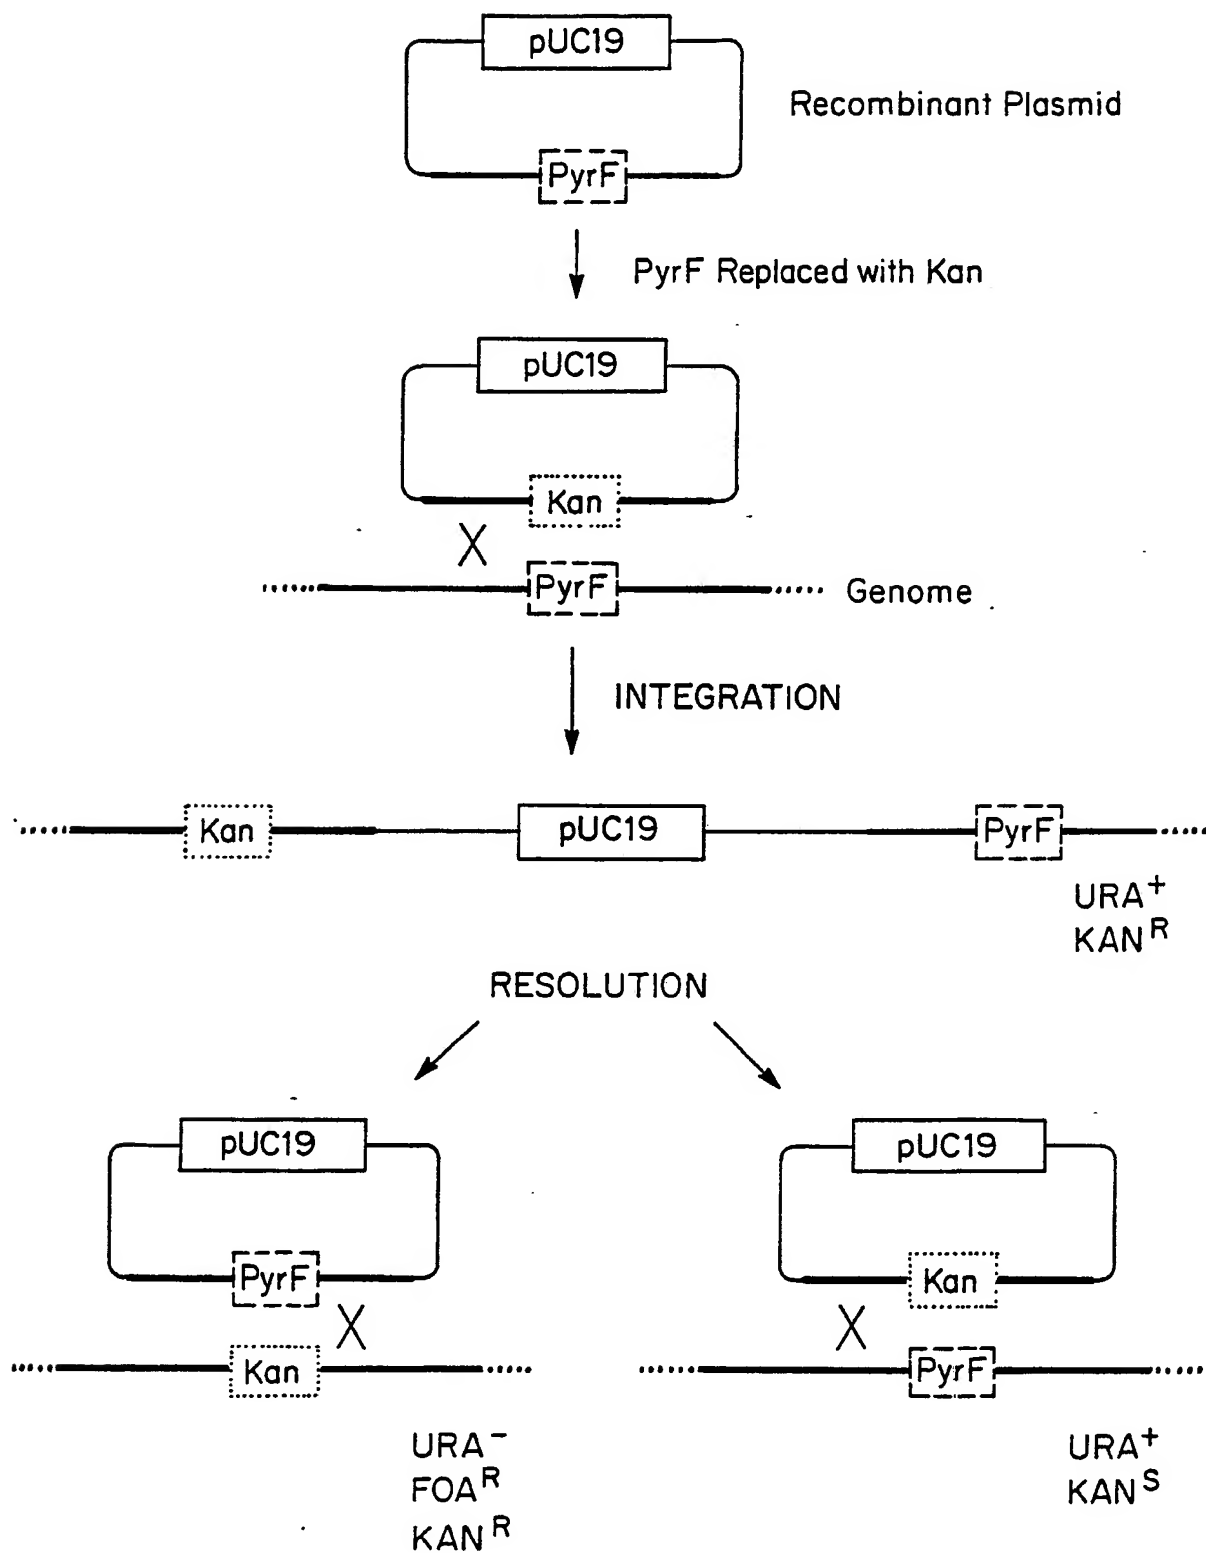 pUC19
Recombinant Plasmid
PyrF
PyrF Replaced with Kan
pUC19
Kan
PyrF
Genome
INTEGRATION
Kan
pUC19
PyrF
URA+
KANR
RESOLUTION
pUC19
PyrF
Kan
URA-
FOAR
KANR
pUC19
Kan
PyrF
URA+
KANS